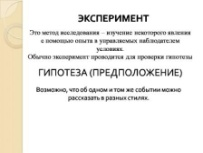 ЭКСПЕРИМЕНТ
Это метод исследования – изучение некоторого явления
с помощью опыта в управляемых наблюдателем
условиях.
Обычно эксперимент проводится для проверки гипотезы
ГИПОТЕЗА (ПРЕДПОЛОЖЕНИЕ)
Возможно, что об одном и том же событии можно
рассказать в разных стилях.